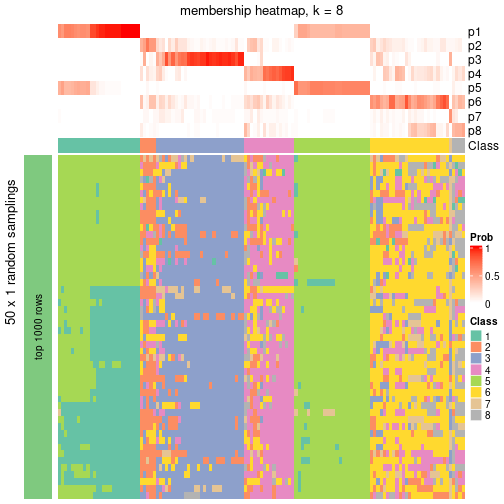 membership heatmap, k = 8
p1
p2
p3
p4
p5
p6
p7
p8
Class
50 x 1 random samplings
top 1000 rows
Prob
1
0.5
0
Class
1
2
3
4
5
6
7
8